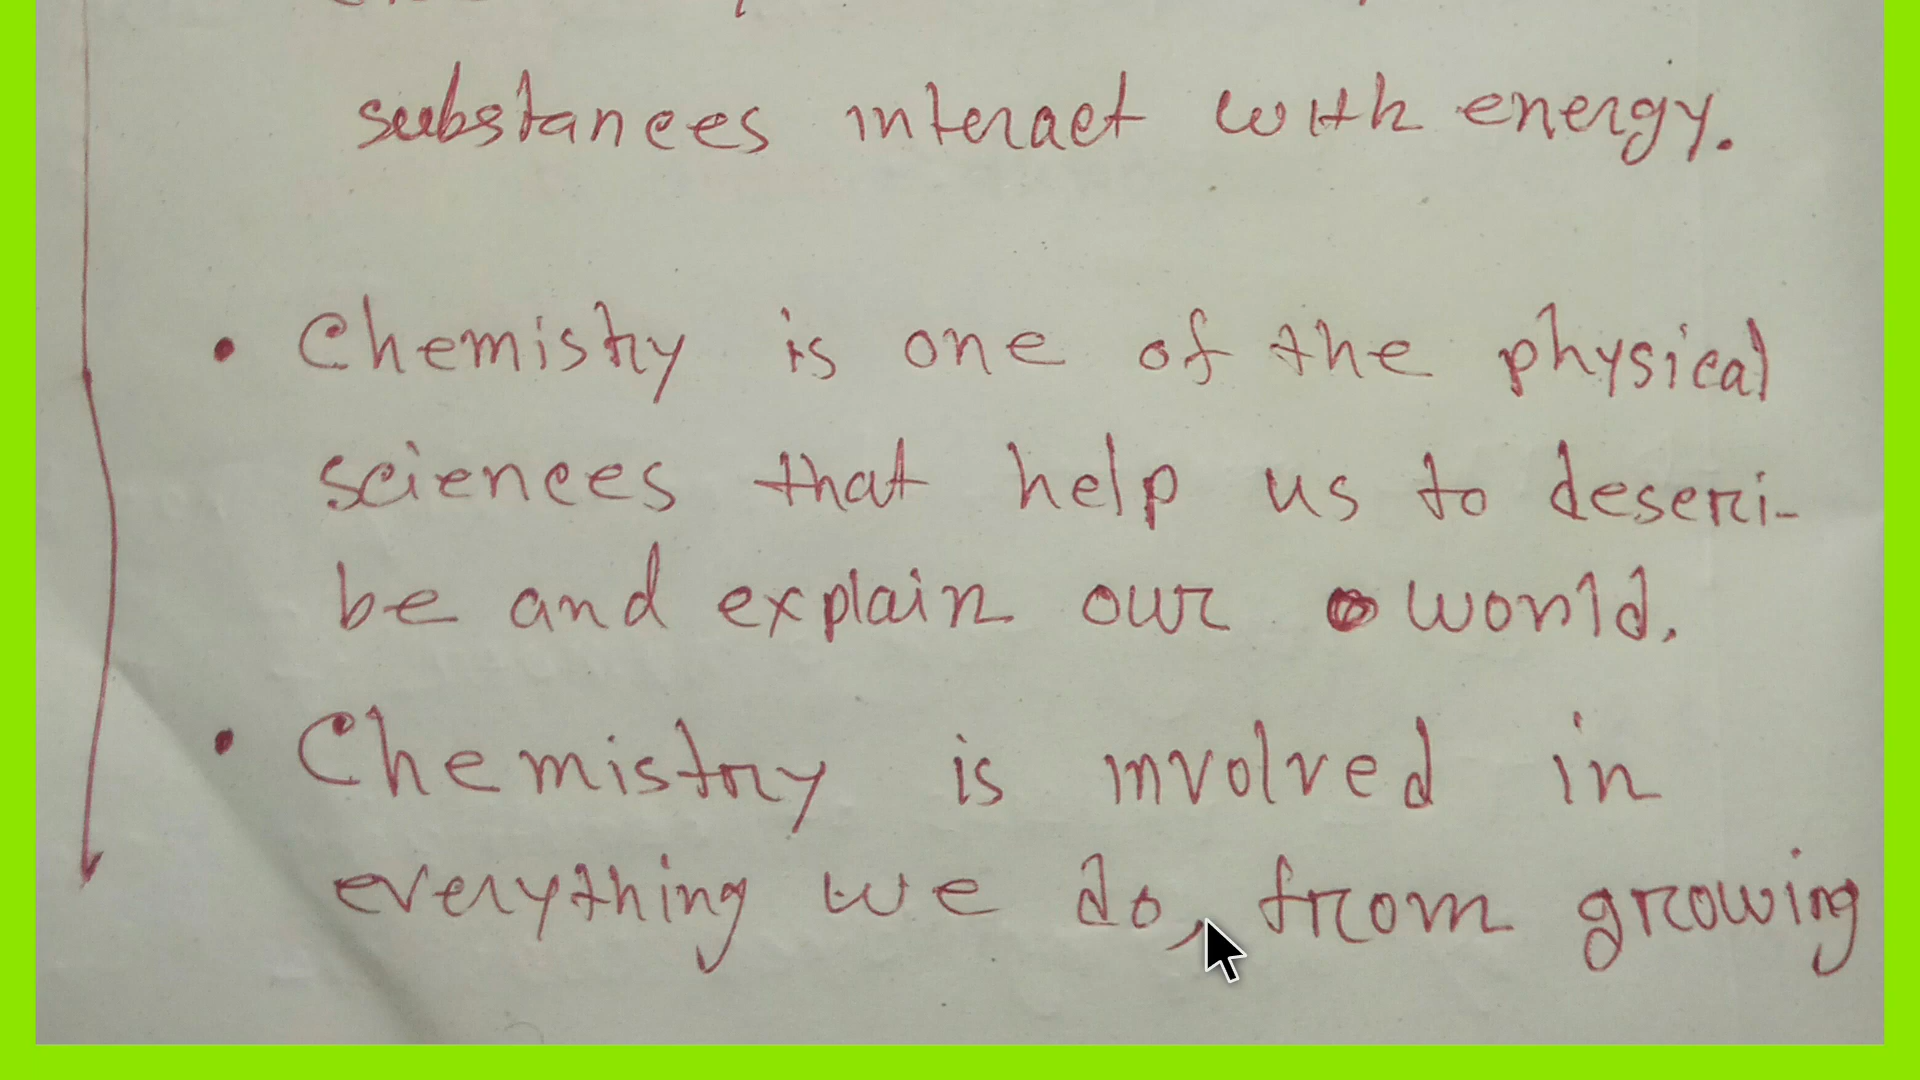 substances interact with energy.
• Chemistry is one of the physical
sciences that help us to descri-
be and explain our world.
• Chemistry is involved in
everything we do, from growing